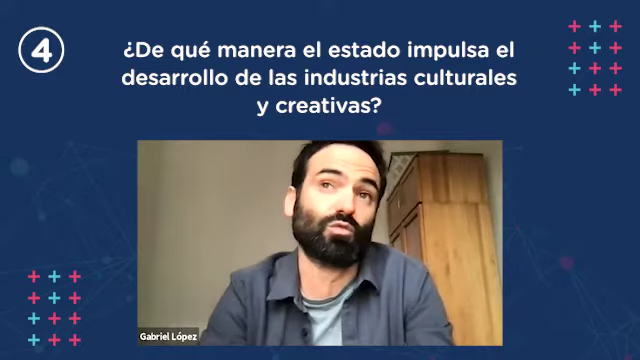 4
¿De qué manera el estado impulsa el
desarrollo de las industrias culturales
y creativas?
Gabriel López